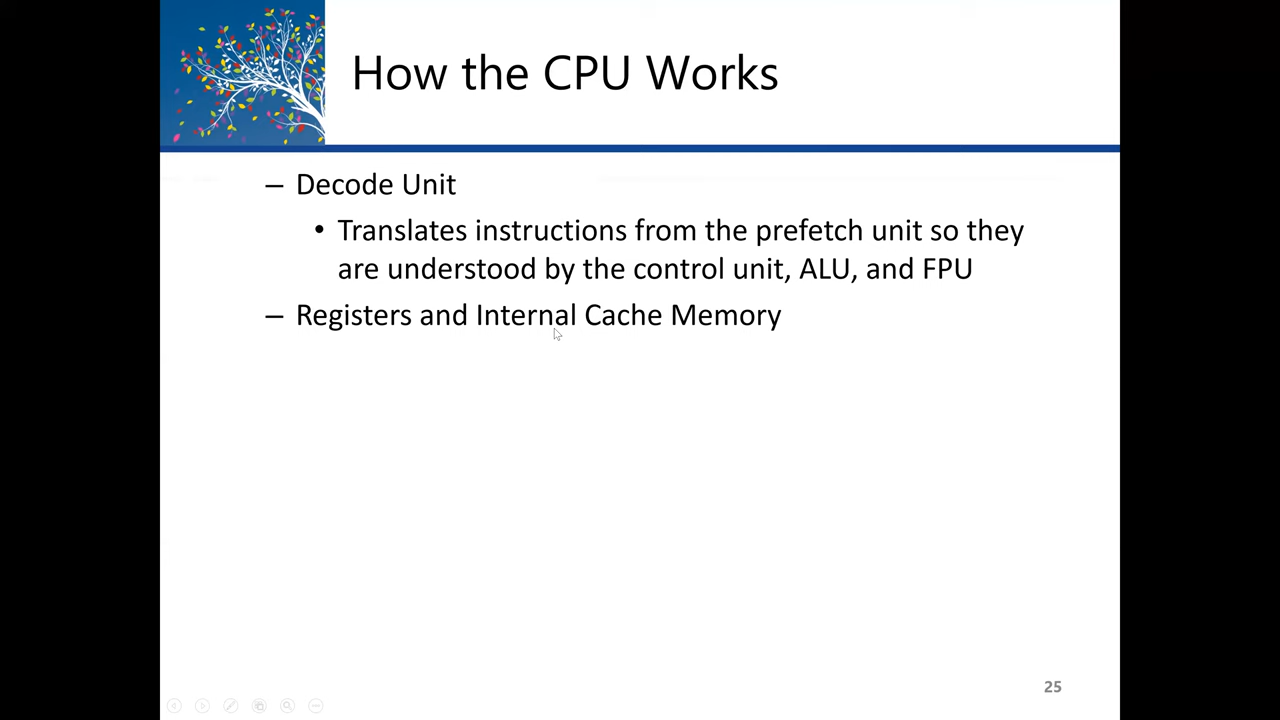 How the CPU Works
– Decode Unit
• Translates instructions from the prefetch unit so they
are understood by the control unit, ALU, and FPU
– Registers and Internal Cache Memory
25